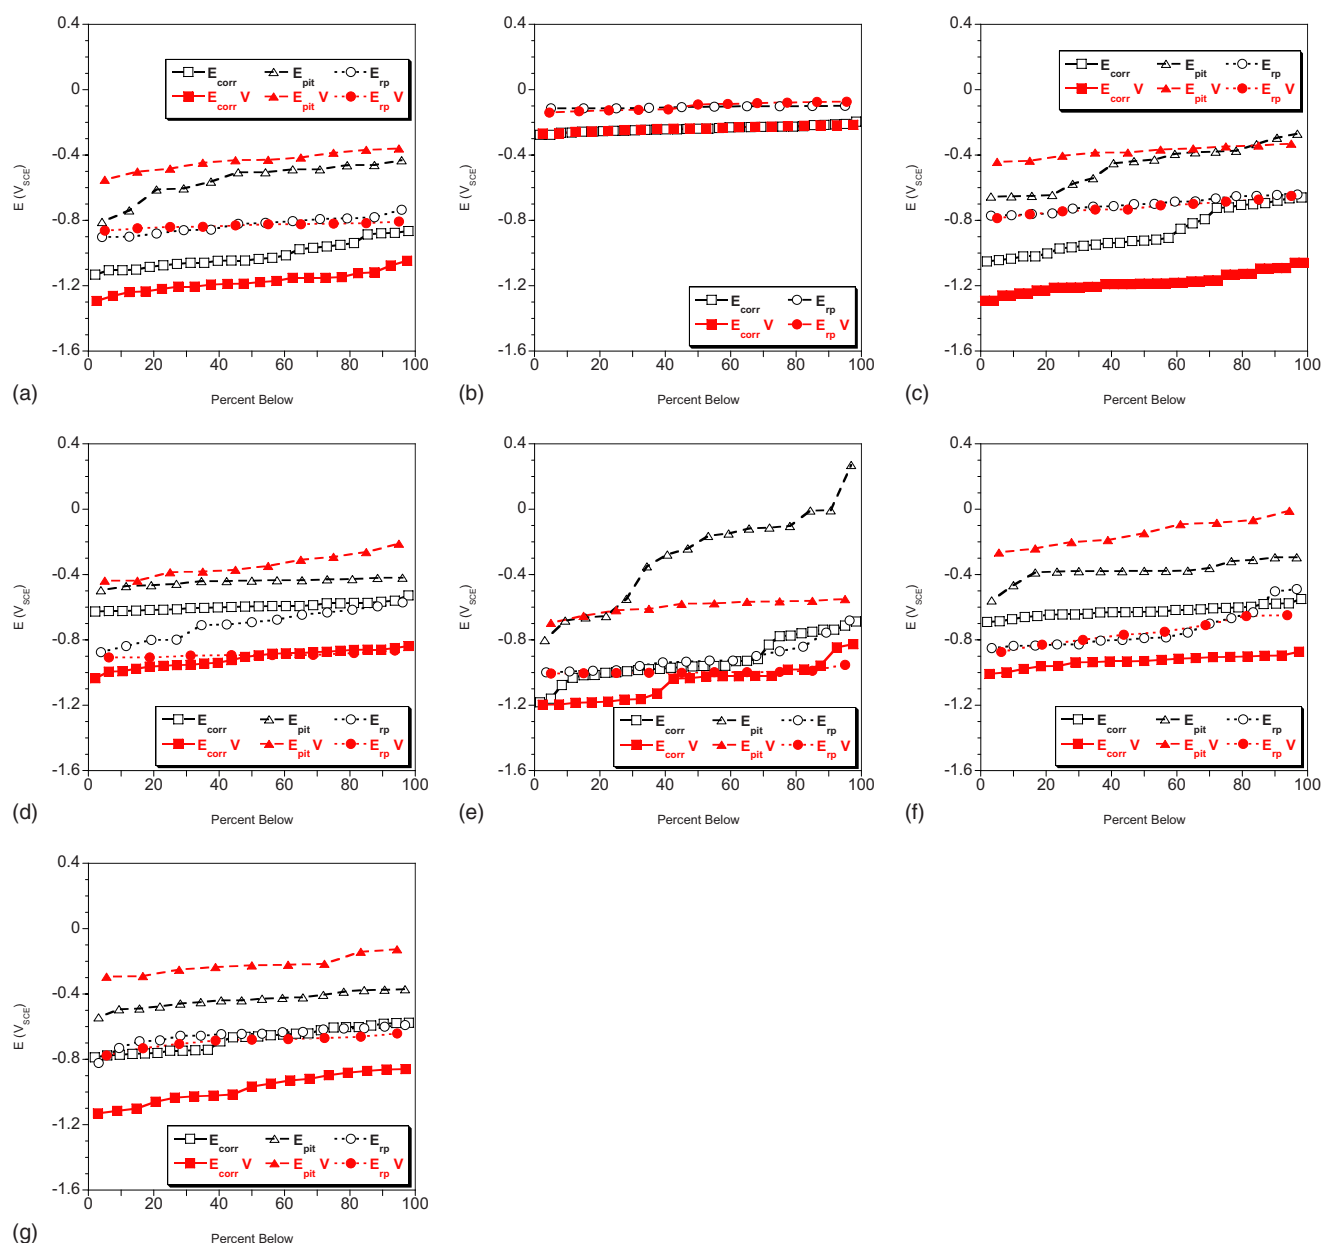 0.4
0
-0.4
-0.8
-1.2
-1.6
E (V_SCE)
E_corr E_pit E_rp
E_corr V E_pit V E_rp V
0 20 40 60 80 100
(a)
Percent Below
0.4
0
-0.4
-0.8
-1.2
-1.6
E (V_SCE)
E_corr E_rp
E_corr V E_rp V
0 20 40 60 80 100
(b)
Percent Below
0.4
0
-0.4
-0.8
-1.2
-1.6
E (V_SCE)
E_corr E_pit E_rp
E_corr V E_pit V E_rp V
0 20 40 60 80 100
(c)
Percent Below
0.4
0
-0.4
-0.8
-1.2
-1.6
E (V_SCE)
E_corr E_pit E_rp
E_corr V E_pit V E_rp V
0 20 40 60 80 100
(d)
Percent Below
0.4
0
-0.4
-0.8
-1.2
-1.6
E (V_SCE)
E_corr E_pit E_rp
E_corr V E_pit V E_rp V
0 20 40 60 80 100
(e)
Percent Below
0.4
0
-0.4
-0.8
-1.2
-1.6
E (V_SCE)
E_corr E_pit E_rp
E_corr V E_pit V E_rp V
0 20 40 60 80 100
(f)
Percent Below
0.4
0
-0.4
-0.8
-1.2
-1.6
E (V_SCE)
E_corr E_pit E_rp
E_corr V E_pit V E_rp V
0 20 40 60 80 100
(g)
Percent Below